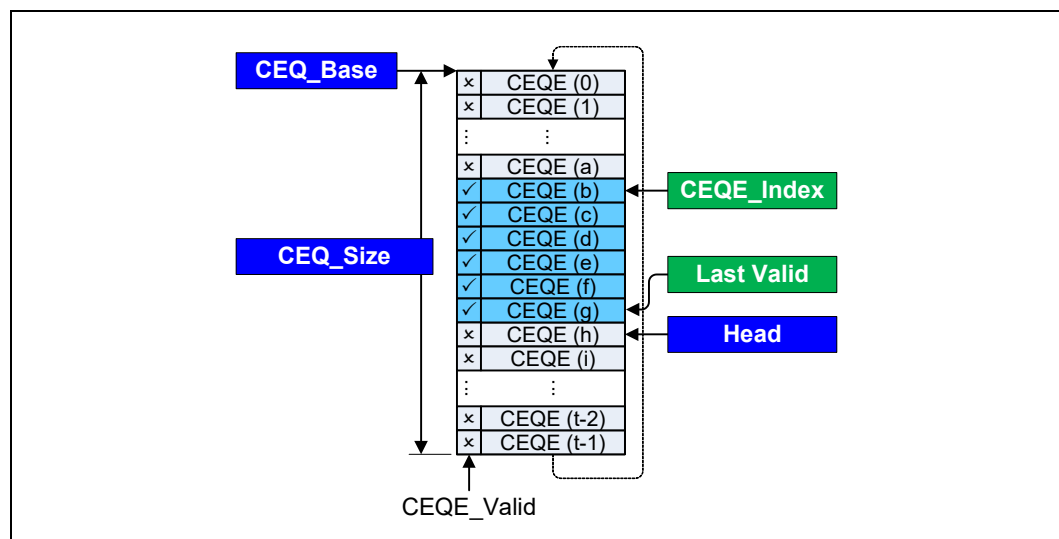 CEQ_Base
× CEQE (0)
× CEQE (1)
⋮ ⋮
× CEQE (a)
✓ CEQE (b)
CEQE_Index
✓ CEQE (c)
✓ CEQE (d)
CEQ_Size
✓ CEQE (e)
Last Valid
✓ CEQE (f)
✓ CEQE (g)
× CEQE (h)
Head
× CEQE (i)
⋮ ⋮
× CEQE (t-2)
× CEQE (t-1)
CEQE_Valid